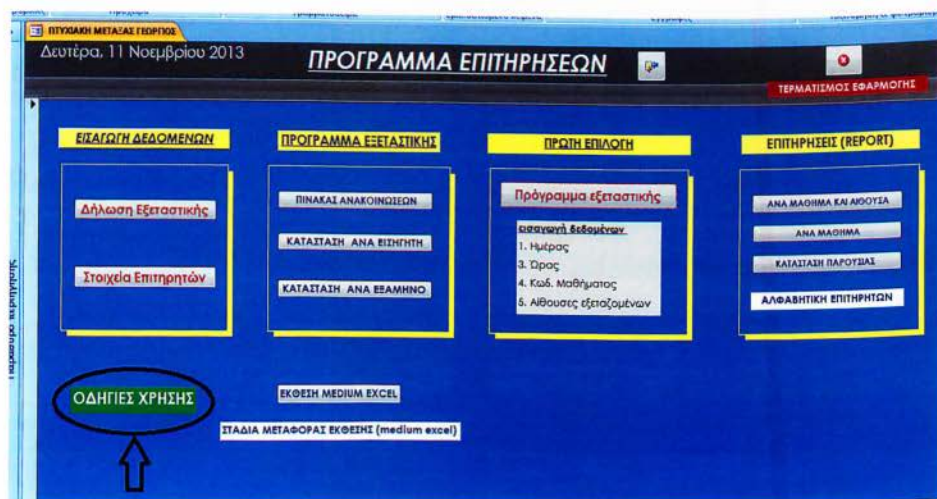 ΠΤΥΧΙΑΚΗ ΜΕΤΑΞΑΣ ΓΕΩΡΓΙΟΣ
Δευτέρα, 11 Νοεμβρίου 2013
ΠΡΟΓΡΑΜΜΑ ΕΠΙΤΗΡΗΣΕΩΝ
ΤΕΡΜΑΤΙΣΜΟΣ ΕΦΑΡΜΟΓΗΣ
ΕΙΣΑΓΩΓΗ ΔΕΔΟΜΕΝΩΝ
Δήλωση Εξεταστικής
Στοιχεία Επιτηρητών
ΠΡΟΓΡΑΜΜΑ ΕΞΕΤΑΣΤΙΚΗΣ
ΠΙΝΑΚΑΣ ΑΝΑΚΟΙΝΩΣΕΩΝ
ΚΑΤΑΣΤΑΣΗ ΑΝΑ ΕΙΣΗΓΗΤΗ
ΚΑΤΑΣΤΑΣΗ ΑΝΑ ΕΞΑΜΗΝΟ
ΠΡΩΤΗ ΕΠΙΛΟΓΗ
Πρόγραμμα εξεταστικής
εισαγωγή δεδομένων
1. Ημέρας
3. Ώρας
4. Κωδ. Μαθήματος
5. Αίθουσες εξεταζομένων
ΕΠΙΤΗΡΗΣΕΙΣ (REPORT)
ΑΝΑ ΜΑΘΗΜΑ ΚΑΙ ΑΙΘΟΥΣΑ
ΑΝΑ ΜΑΘΗΜΑ
ΚΑΤΑΣΤΑΣΗ ΠΑΡΟΥΣΙΑΣ
ΑΛΦΑΒΗΤΙΚΗ ΕΠΙΤΗΡΗΤΩΝ
ΟΔΗΓΙΕΣ ΧΡΗΣΗΣ
ΕΚΘΕΣΗ MEDIUM EXCEL
ΣΤΑΔΙΑ ΜΕΤΑΦΟΡΑΣ ΕΚΘΕΣΗΣ (medium excel)